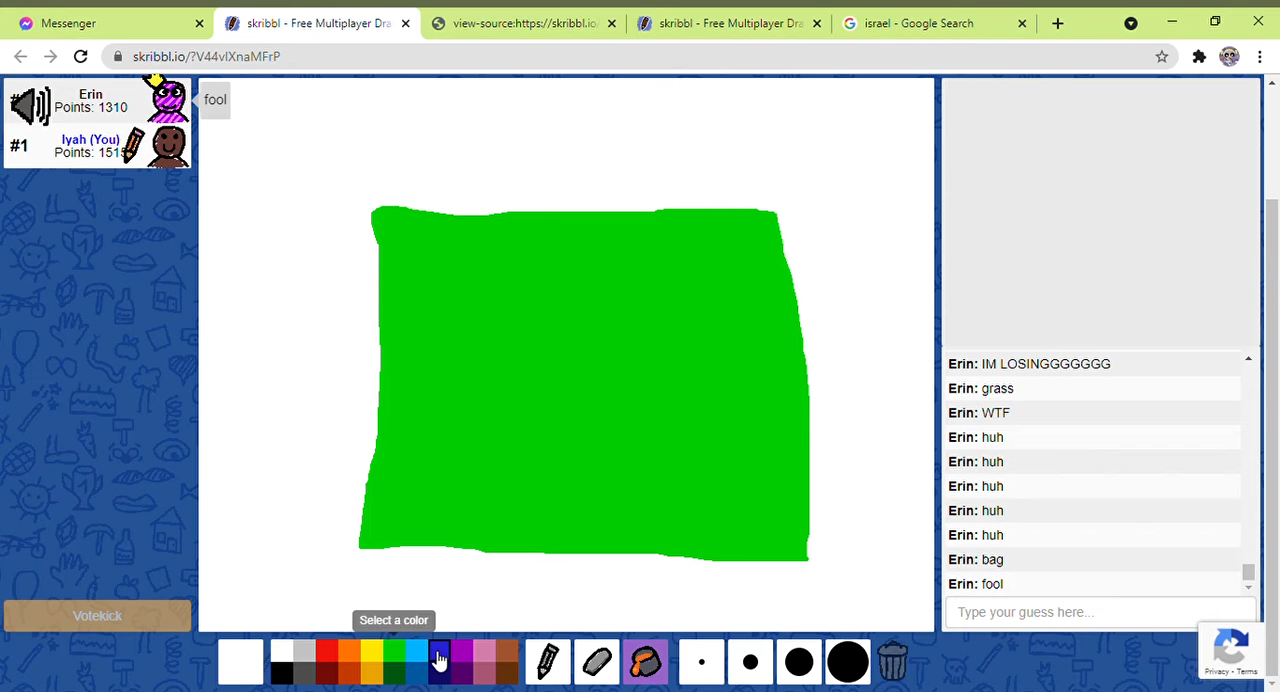 Messenger
skribbl - Free Multiplayer Dra
view-source:https://skribbl.io
skribbl - Free Multiplayer Dra
israel - Google Search
skribbl.io/?V44vIXnaMFrP
Erin
Points: 1310
fool
#1
Iyah (You)
Points: 1515
Erin: IM LOSINGGGGGGG
Erin: grass
Erin: WTF
Erin: huh
Erin: huh
Erin: huh
Erin: huh
Erin: huh
Erin: bag
Erin: fool
Type your guess here...
Votekick
Select a color
Privacy - Terms